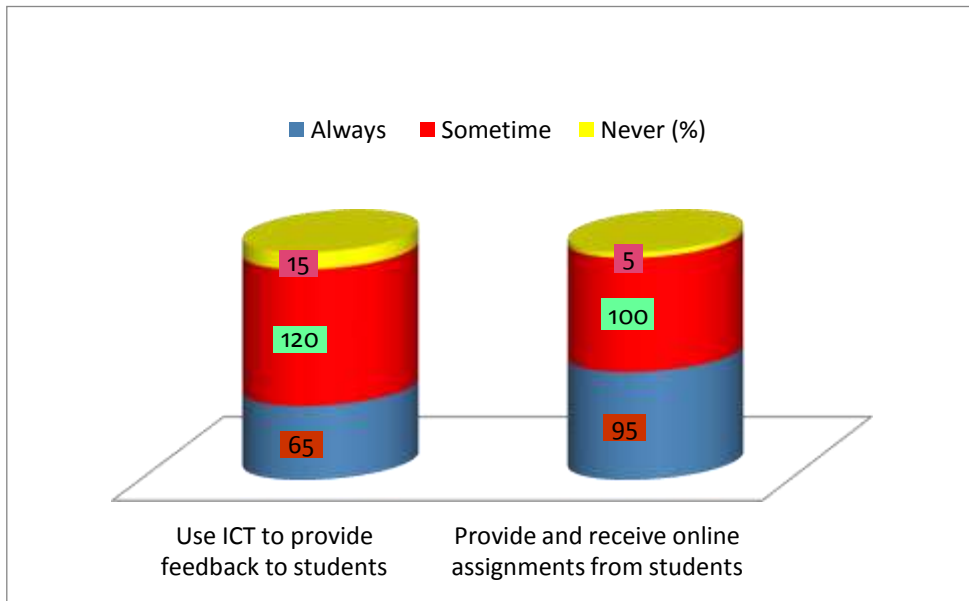 Always Sometime Never (%)
15
5
120
100
65
95
Use ICT to provide
feedback to students
Provide and receive online
assignments from students